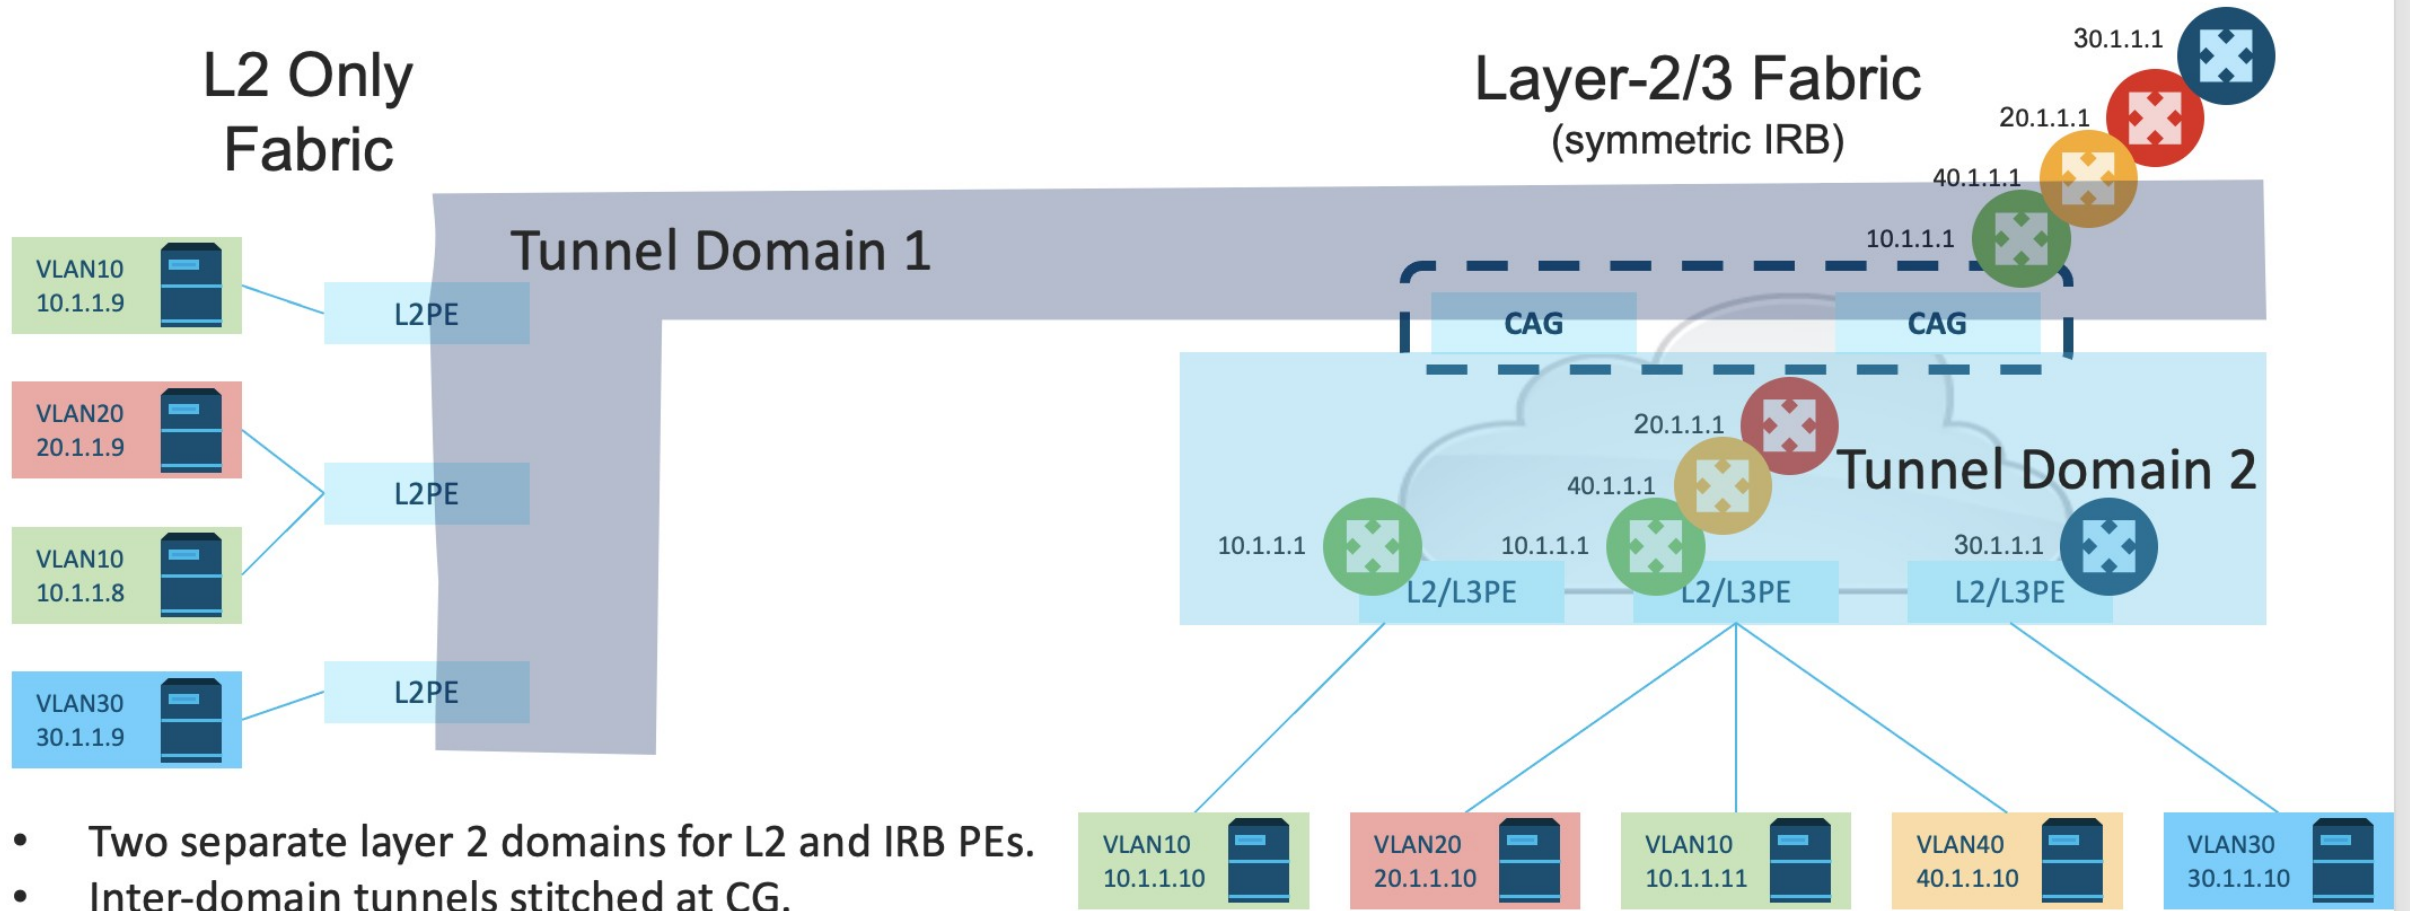 L2 Only
Fabric
Layer-2/3 Fabric
(symmetric IRB)
30.1.1.1
20.1.1.1
40.1.1.1
10.1.1.1
Tunnel Domain 1
VLAN10
10.1.1.9
L2PE
VLAN20
20.1.1.9
L2PE
VLAN10
10.1.1.8
VLAN30
30.1.1.9
L2PE
CAG
CAG
20.1.1.1
Tunnel Domain 2
40.1.1.1
10.1.1.1
10.1.1.1
30.1.1.1
L2/L3PE
L2/L3PE
L2/L3PE
VLAN10
10.1.1.10
VLAN20
20.1.1.10
VLAN10
10.1.1.11
VLAN40
40.1.1.10
VLAN30
30.1.1.10
• Two separate layer 2 domains for L2 and IRB PEs.
• Inter-domain tunnels stitched at CG.